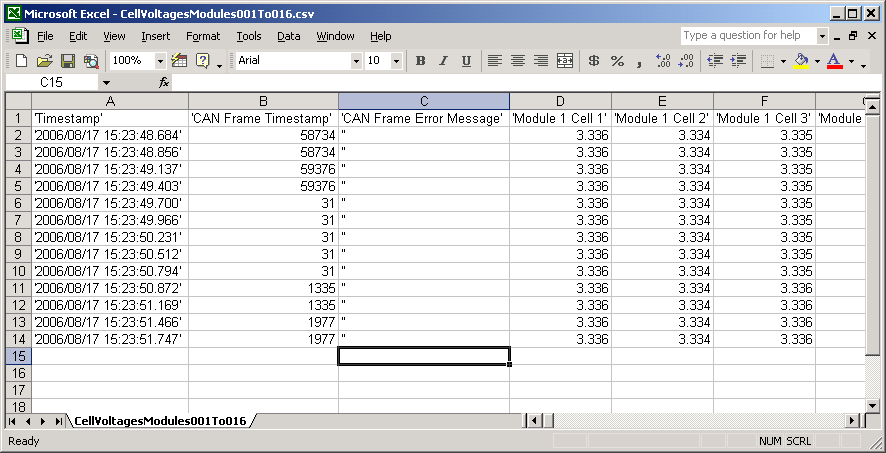 Microsoft Excel - CellVoltagesModules001To016.csv
File Edit View Insert Format Tools Data Window Help Type a question for help
100% Arial 10 B I U $ % ,
C15 fx
A B C D E F
1 'Timestamp' 'CAN Frame Timestamp' 'CAN Frame Error Message' 'Module 1 Cell 1' 'Module 1 Cell 2' 'Module 1 Cell 3' 'Module
2 '2006/08/17 15:23:48.684' 58734 '' 3.336 3.334 3.335
3 '2006/08/17 15:23:48.856' 58734 '' 3.336 3.334 3.335
4 '2006/08/17 15:23:49.137' 59376 '' 3.336 3.334 3.335
5 '2006/08/17 15:23:49.403' 59376 '' 3.336 3.334 3.335
6 '2006/08/17 15:23:49.700' 31 '' 3.336 3.334 3.335
7 '2006/08/17 15:23:49.966' 31 '' 3.336 3.334 3.335
8 '2006/08/17 15:23:50.231' 31 '' 3.336 3.334 3.335
9 '2006/08/17 15:23:50.512' 31 '' 3.336 3.334 3.335
10 '2006/08/17 15:23:50.794' 31 '' 3.336 3.334 3.335
11 '2006/08/17 15:23:50.872' 1335 '' 3.336 3.334 3.336
12 '2006/08/17 15:23:51.169' 1335 '' 3.336 3.334 3.336
13 '2006/08/17 15:23:51.466' 1977 '' 3.336 3.334 3.336
14 '2006/08/17 15:23:51.747' 1977 '' 3.336 3.334 3.336
15
16
17
18
CellVoltagesModules001To016
Ready NUM SCRL